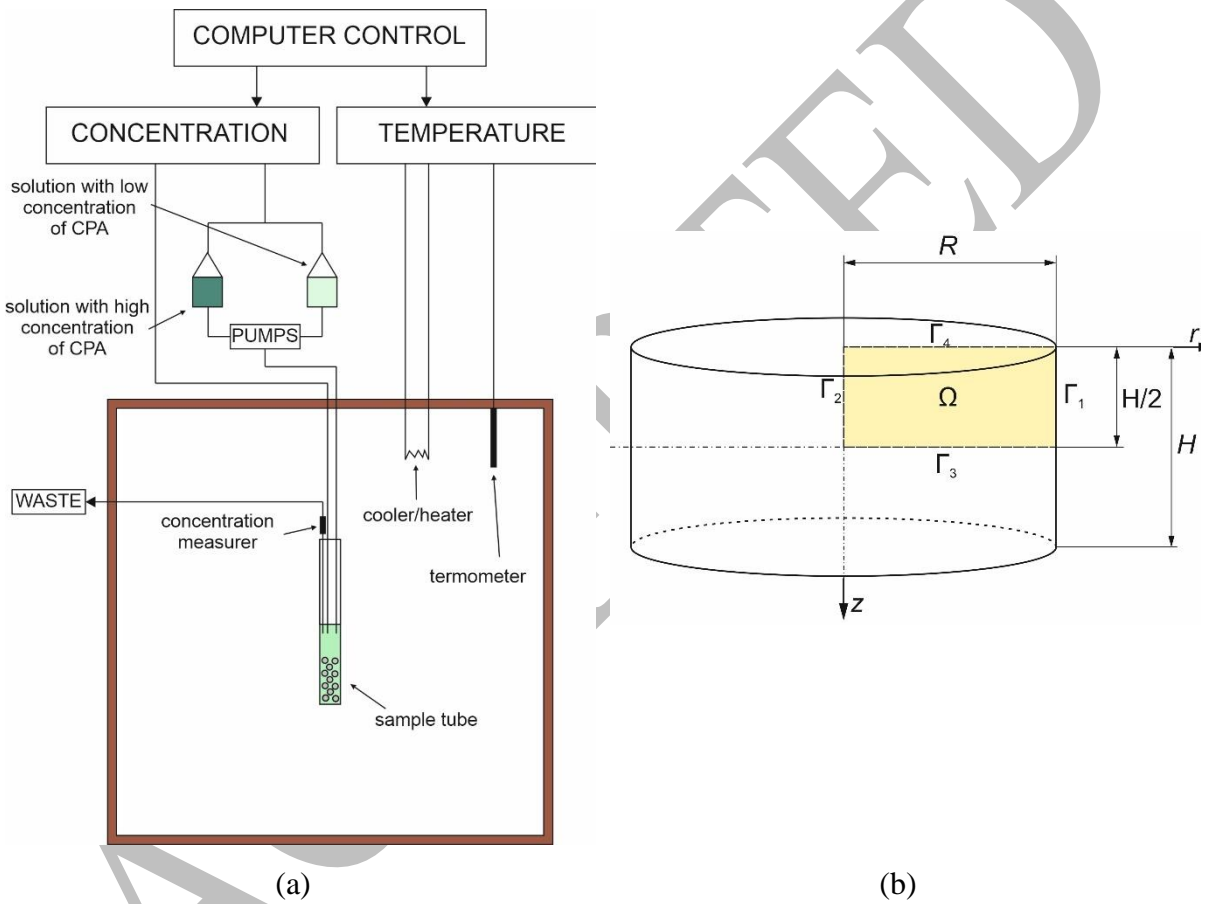 COMPUTER CONTROL
CONCENTRATION
TEMPERATURE
solution with low
concentration
of CPA
solution with high
concentration
of CPA
PUMPS
WASTE
concentration
measurer
cooler/heater
termometer
sample tube
(a)
R
r
Γ4
Γ2
Ω
Γ1
H/2
H
Γ3
z
(b)